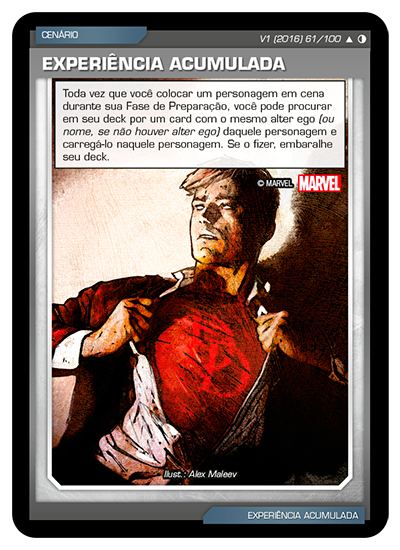 CENÁRIO
V1 (2016) 61/100
EXPERIÊNCIA ACUMULADA
Toda vez que você colocar um personagem em cena
durante sua Fase de Preparação, você pode procurar
em seu deck por um card com o mesmo alter ego (ou
nome, se não houver alter ego) daquele personagem e
carregá-lo naquele personagem. Se o fizer, embaralhe
seu deck.
© MARVEL MARVEL
Ilust.: Alex Maleev
EXPERIÊNCIA ACUMULADA